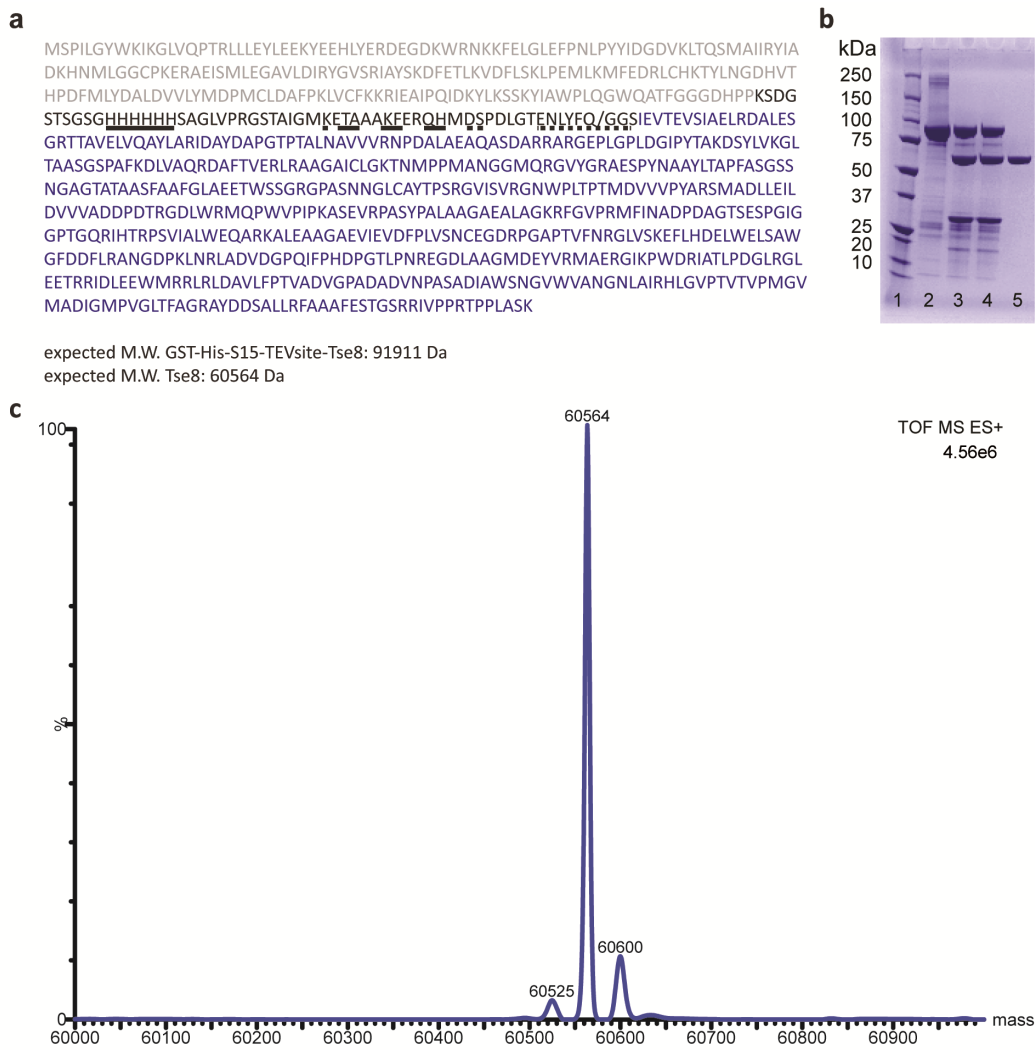 a
MSPILGYWKIKGLVQPTRLLLEYLEEKYEEHLYERDEGDKWRNKKFELGLEFPNLPYYIDGDVKLTQSMAIIRYIA
DKHNMLGGCPKERAEISMLEGAVLDIRYGVSRIAYSKDFETLKVDFLSKLPEMLKMFEDRLCHKTYLNGDHVT
HPDFMLYDALDVVLYMDPMCLDAFPKLVCFKKRIEAIPQIDKYLKSSKYIAWPLQGWQATFGGGDHPPKSDG
STSGSGHHHHHHSAGLVPRGSTAIGMKETAAAKFERQHMDSPDLGTENLYFQ/GGSIEVTEVSIAELRDALES
GRTTAVELVQAYLARIDAYDAPGTPTALNAVVVRNPDALAEAQASDARRARGEPLGPLDGIPYTAKDSYLVKGL
TAASGSPAFKDLVAQRDAFTVERLRAAGAICLGKTNMPPMANGGMQRGVYGRAESPYNAAYLTAPFASGSS
NGAGTATAASFAAFGLAEETWSSGRGPASNNGLCAYTPSRGVISVRGNWPLTPTMDVVVPYARSMADLLEIL
DVVVADDPDTRGDLWRMQPWVPIPKASEVRPASYPALAAGAEALAGKRFGVPRMFINADPDAGTSESPGIG
GPTGQRIHTRPSVIALWEQARKALEAAGAEVIEVDFPLVSNCEGDRPGAPTVFNRGLVSKEFLHDELWELSAW
GFDDFLRANGDPKLNRLADVDGPQIFPHDPGTLPNREGDLAAGMDEYVRMAERGIKPWDRIATLPDGLRGL
EETRRIDLEEWMRRLRLDAVLFPTVADVGPADADVNPASADIAWSNGVWVANGNLAIRHLGVPTVTVPMGV
MADIGMPVGLTFAGRAYDDSALLRFAAAFESTGSRRIVPPRTPPLASK
expected M.W. GST-His-S15-TEVsite-Tse8: 91911 Da
expected M.W. Tse8: 60564 Da
b
kDa
250
150
100
75
50
37
25
20
10
1 2 3 4 5
c
TOF MS ES+
4.56e6
100
%
0
60564
60600
60525
60000 60100 60200 60300 60400 60500 60600 60700 60800 60900
mass